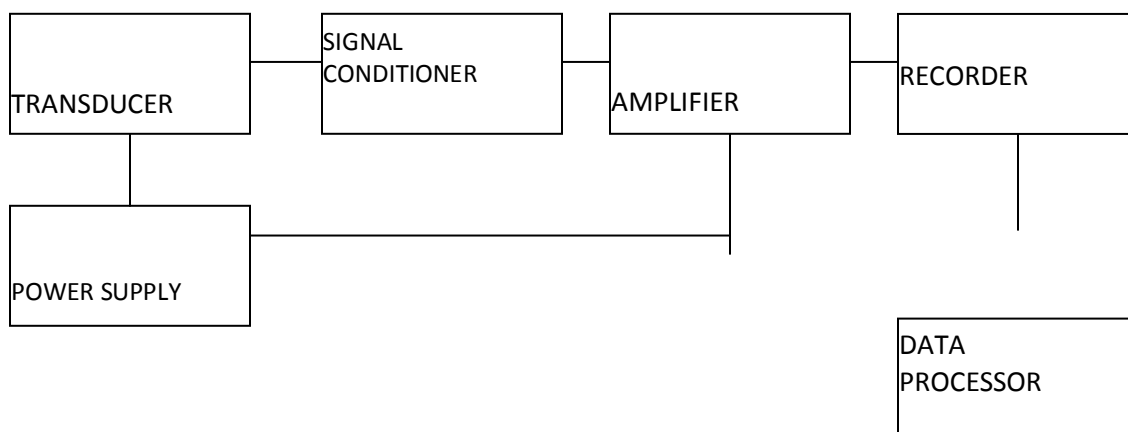 TRANSDUCER
SIGNAL
CONDITIONER
AMPLIFIER
RECORDER
POWER SUPPLY
DATA
PROCESSOR